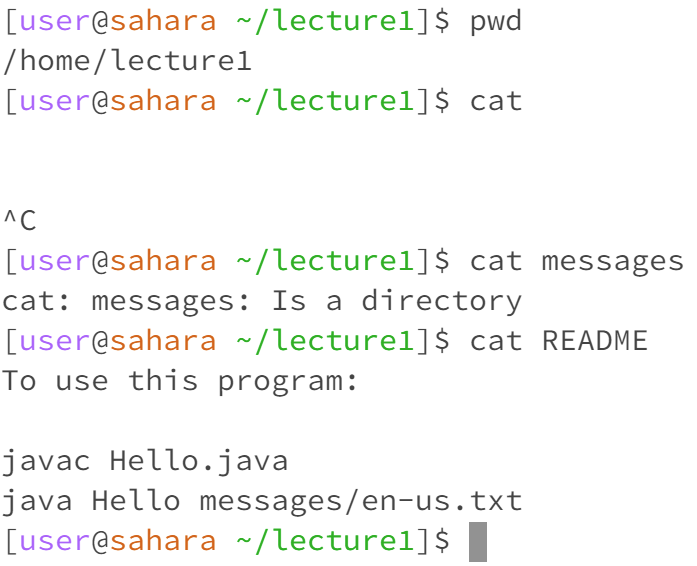 [user@sahara ~/lecture1]$ pwd
/home/lecture1
[user@sahara ~/lecture1]$ cat
^C
[user@sahara ~/lecture1]$ cat messages
cat: messages: Is a directory
[user@sahara ~/lecture1]$ cat README
To use this program:
javac Hello.java
java Hello messages/en-us.txt
[user@sahara ~/lecture1]$